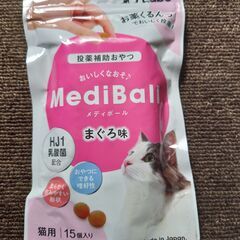 お薬くるんで
投薬補助おやつ
おいしくなおそ♪
MediBall
メディボール
まぐろ味
HJ1
乳酸菌
配合
おやつにできる
嗜好性
猫用
15個入り